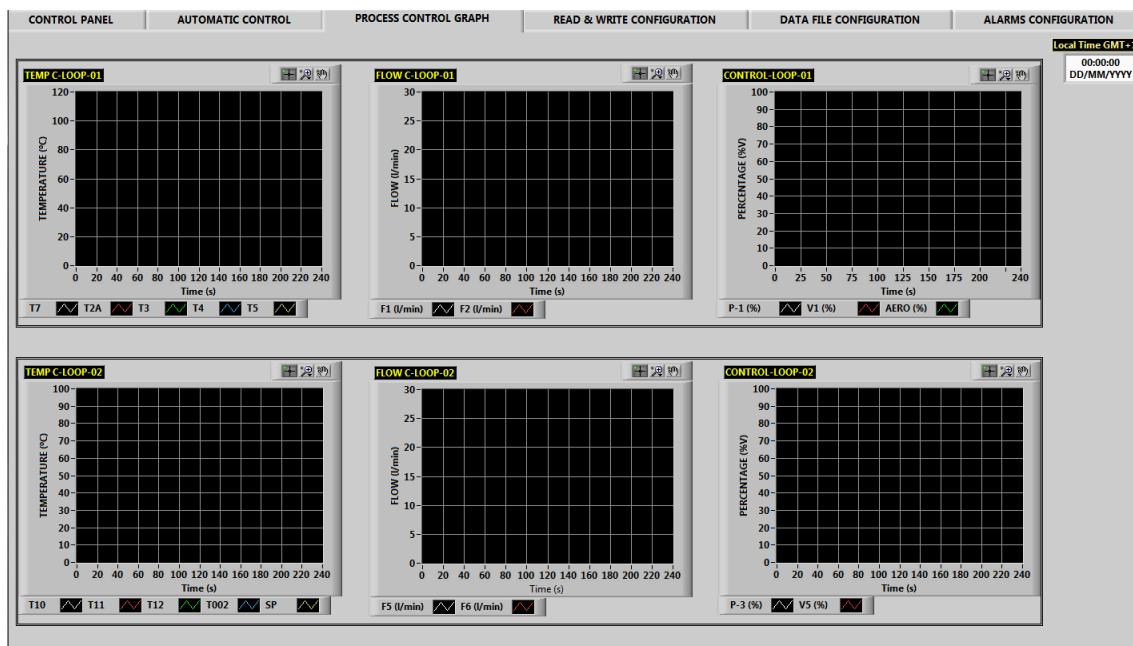 CONTROL PANEL AUTOMATIC CONTROL PROCESS CONTROL GRAPH READ & WRITE CONFIGURATION DATA FILE CONFIGURATION ALARMS CONFIGURATION
Local Time GMT+
00:00:00
DD/MM/YYYY
TEMP C-LOOP-01
TEMPERATURE (ºC)
120
100
80
60
40
20
0
0 20 40 60 80 100 120 140 160 180 200 220 240
Time (s)
T7 T2A T3 T4 T5
FLOW C-LOOP-01
FLOW (l/min)
30
25
20
15
10
5
0
0 20 40 60 80 100 120 140 160 180 200 220 240
Time (s)
F1 (l/min) F2 (l/min)
CONTROL-LOOP-01
PERCENTAGE (%V)
100
90
80
70
60
50
40
30
20
10
0
0 25 50 75 100 125 150 175 200 240
Time (s)
P-1 (%) V1 (%) AERO (%)
TEMP C-LOOP-02
TEMPERATURE (ºC)
100
90
80
70
60
50
40
30
20
10
0
0 20 40 60 80 100 120 140 160 180 200 220 240
Time (s)
T10 T11 T12 T002 SP
FLOW C-LOOP-02
FLOW (l/min)
30
25
20
15
10
5
0
0 20 40 60 80 100 120 140 160 180 200 220 240
Time (s)
F5 (l/min) F6 (l/min)
CONTROL-LOOP-02
PERCENTAGE (%V)
100
90
80
70
60
50
40
30
20
10
0
0 20 40 60 80 100 120 140 160 180 200 220 240
Time (s)
P-3 (%) V5 (%)